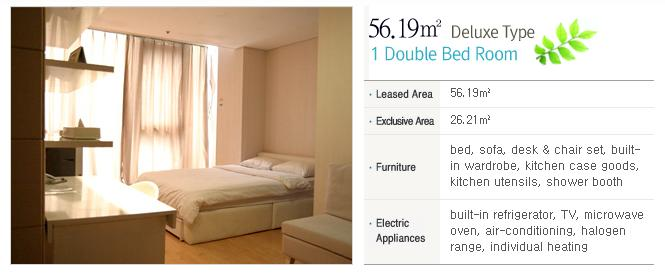 56.19㎡ Deluxe Type
1 Double Bed Room
· Leased Area 56.19㎡
· Exclusive Area 26.21㎡
· Furniture
bed, sofa, desk & chair set, built-
in wardrobe, kitchen case goods,
kitchen utensils, shower booth
· Electric
Appliances
built-in refrigerator, TV, microwave
oven, air-conditioning, halogen
range, individual heating